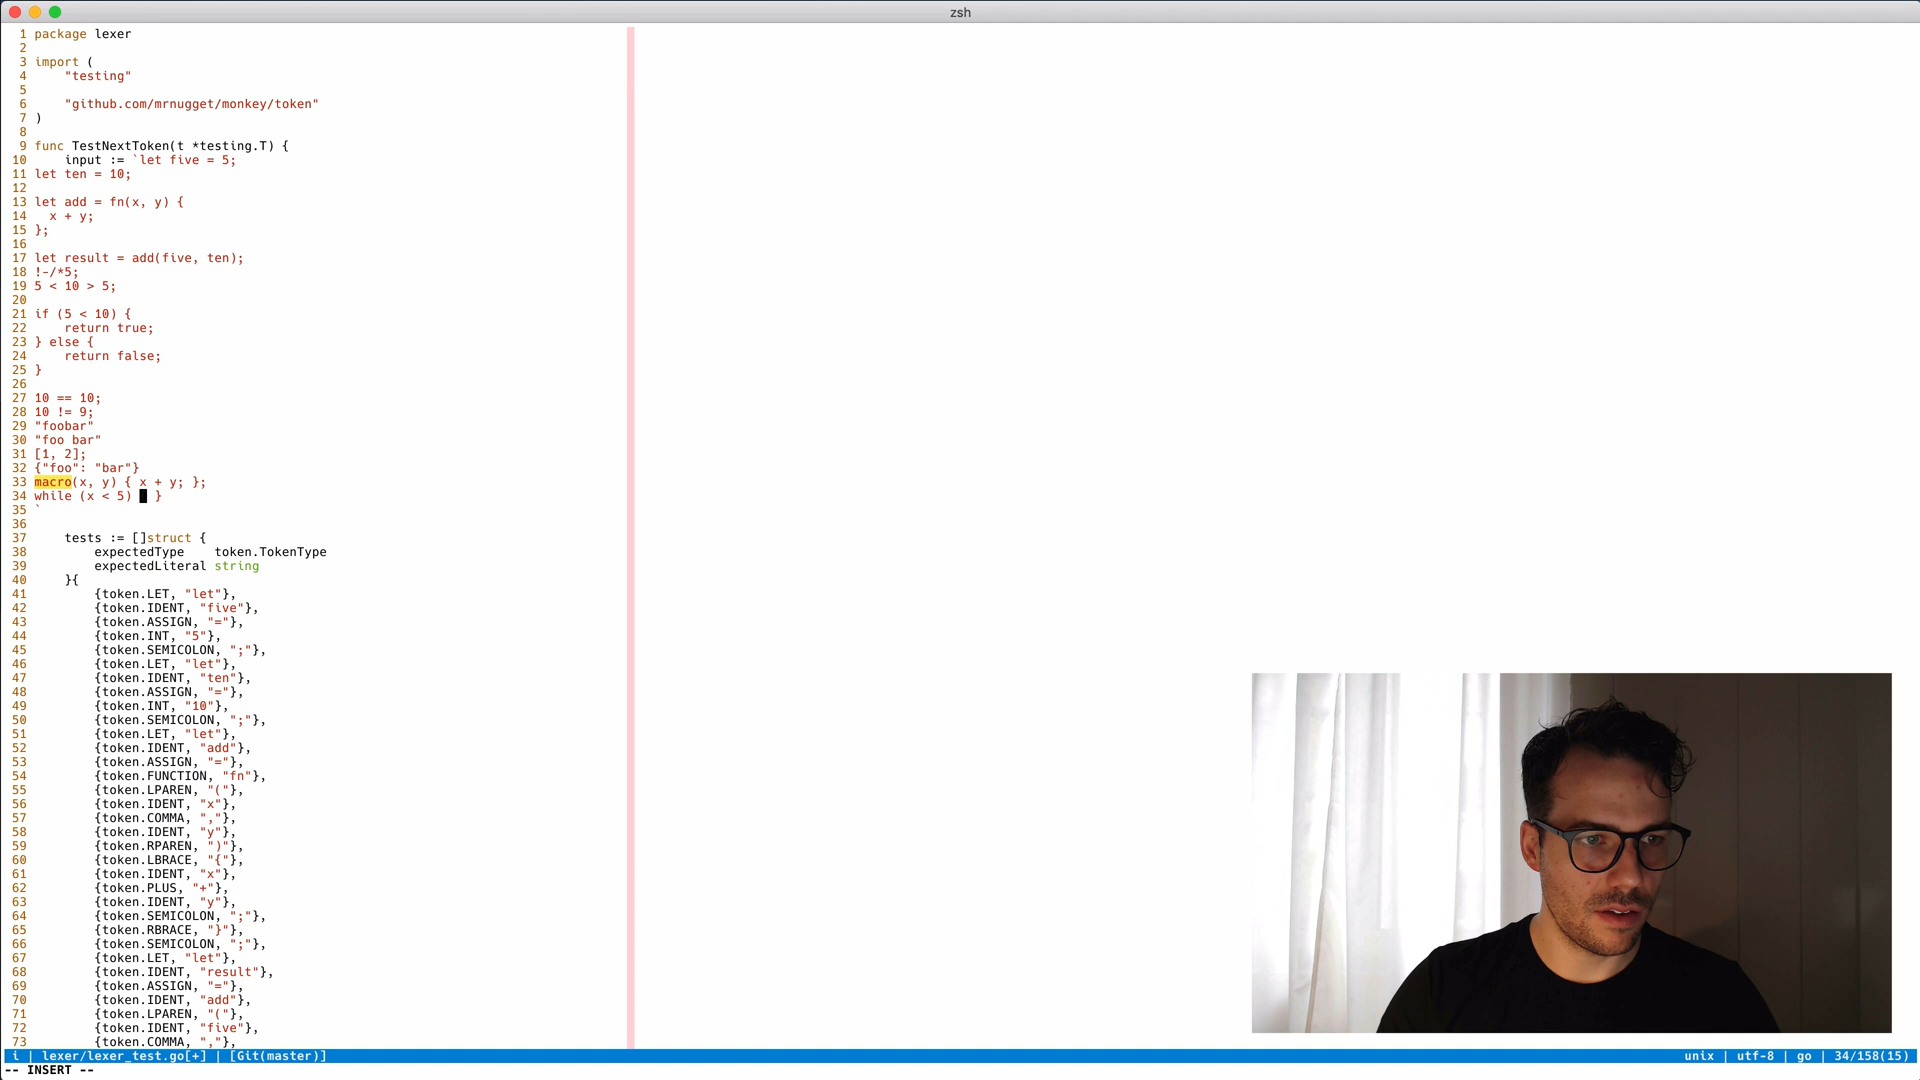 zsh
1 package lexer
2
3 import (
4     "testing"
5
6     "github.com/mrnugget/monkey/token"
7 )
8
9 func TestNextToken(t *testing.T) {
10     input := `let five = 5;
11 let ten = 10;
12
13 let add = fn(x, y) {
14   x + y;
15 };
16
17 let result = add(five, ten);
18 !-/*5;
19 5 < 10 > 5;
20
21 if (5 < 10) {
22     return true;
23 } else {
24     return false;
25 }
26
27 10 == 10;
28 10 != 9;
29 "foobar"
30 "foo bar"
31 [1, 2];
32 {"foo": "bar"}
33 macro(x, y) { x + y; };
34 while (x < 5)   }
35 `
36
37     tests := []struct {
38         expectedType    token.TokenType
39         expectedLiteral string
40     }{
41         {token.LET, "let"},
42         {token.IDENT, "five"},
43         {token.ASSIGN, "="},
44         {token.INT, "5"},
45         {token.SEMICOLON, ";"},
46         {token.LET, "let"},
47         {token.IDENT, "ten"},
48         {token.ASSIGN, "="},
49         {token.INT, "10"},
50         {token.SEMICOLON, ";"},
51         {token.LET, "let"},
52         {token.IDENT, "add"},
53         {token.ASSIGN, "="},
54         {token.FUNCTION, "fn"},
55         {token.LPAREN, "("},
56         {token.IDENT, "x"},
57         {token.COMMA, ","},
58         {token.IDENT, "y"},
59         {token.RPAREN, ")"},
60         {token.LBRACE, "{"},
61         {token.IDENT, "x"},
62         {token.PLUS, "+"},
63         {token.IDENT, "y"},
64         {token.SEMICOLON, ";"},
65         {token.RBRACE, "}"},
66         {token.SEMICOLON, ";"},
67         {token.LET, "let"},
68         {token.IDENT, "result"},
69         {token.ASSIGN, "="},
70         {token.IDENT, "add"},
71         {token.LPAREN, "("},
72         {token.IDENT, "five"},
73         {token.COMMA, ","},
i | lexer/lexer_test.go[+] | [Git(master)] unix | utf-8 | go | 34/158(15)
-- INSERT --